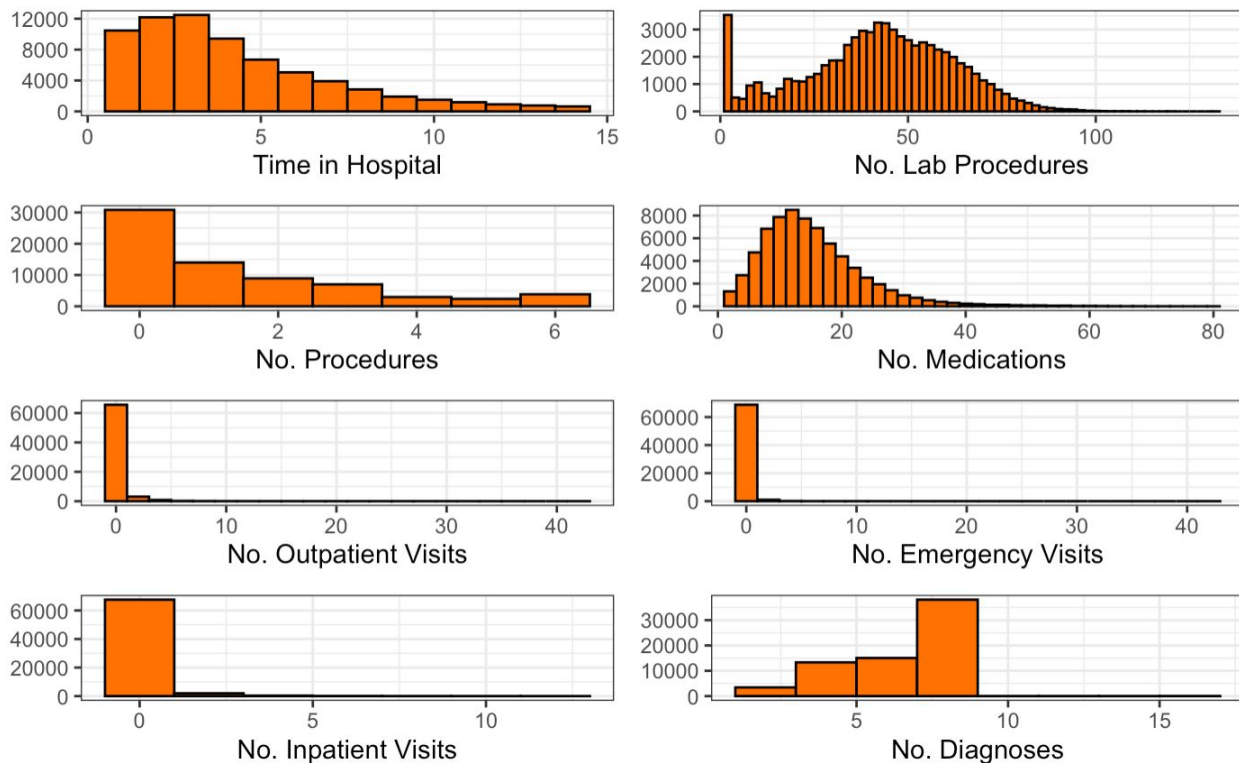 12000
8000
4000
0
0 5 10 15
Time in Hospital
3000
2000
1000
0
0 50 100
No. Lab Procedures
30000
20000
10000
0
0 2 4 6
No. Procedures
8000
6000
4000
2000
0
0 20 40 60 80
No. Medications
60000
40000
20000
0
0 10 20 30 40
No. Outpatient Visits
60000
40000
20000
0
0 10 20 30 40
No. Emergency Visits
60000
40000
20000
0
0 5 10
No. Inpatient Visits
30000
20000
10000
0
5 10 15
No. Diagnoses